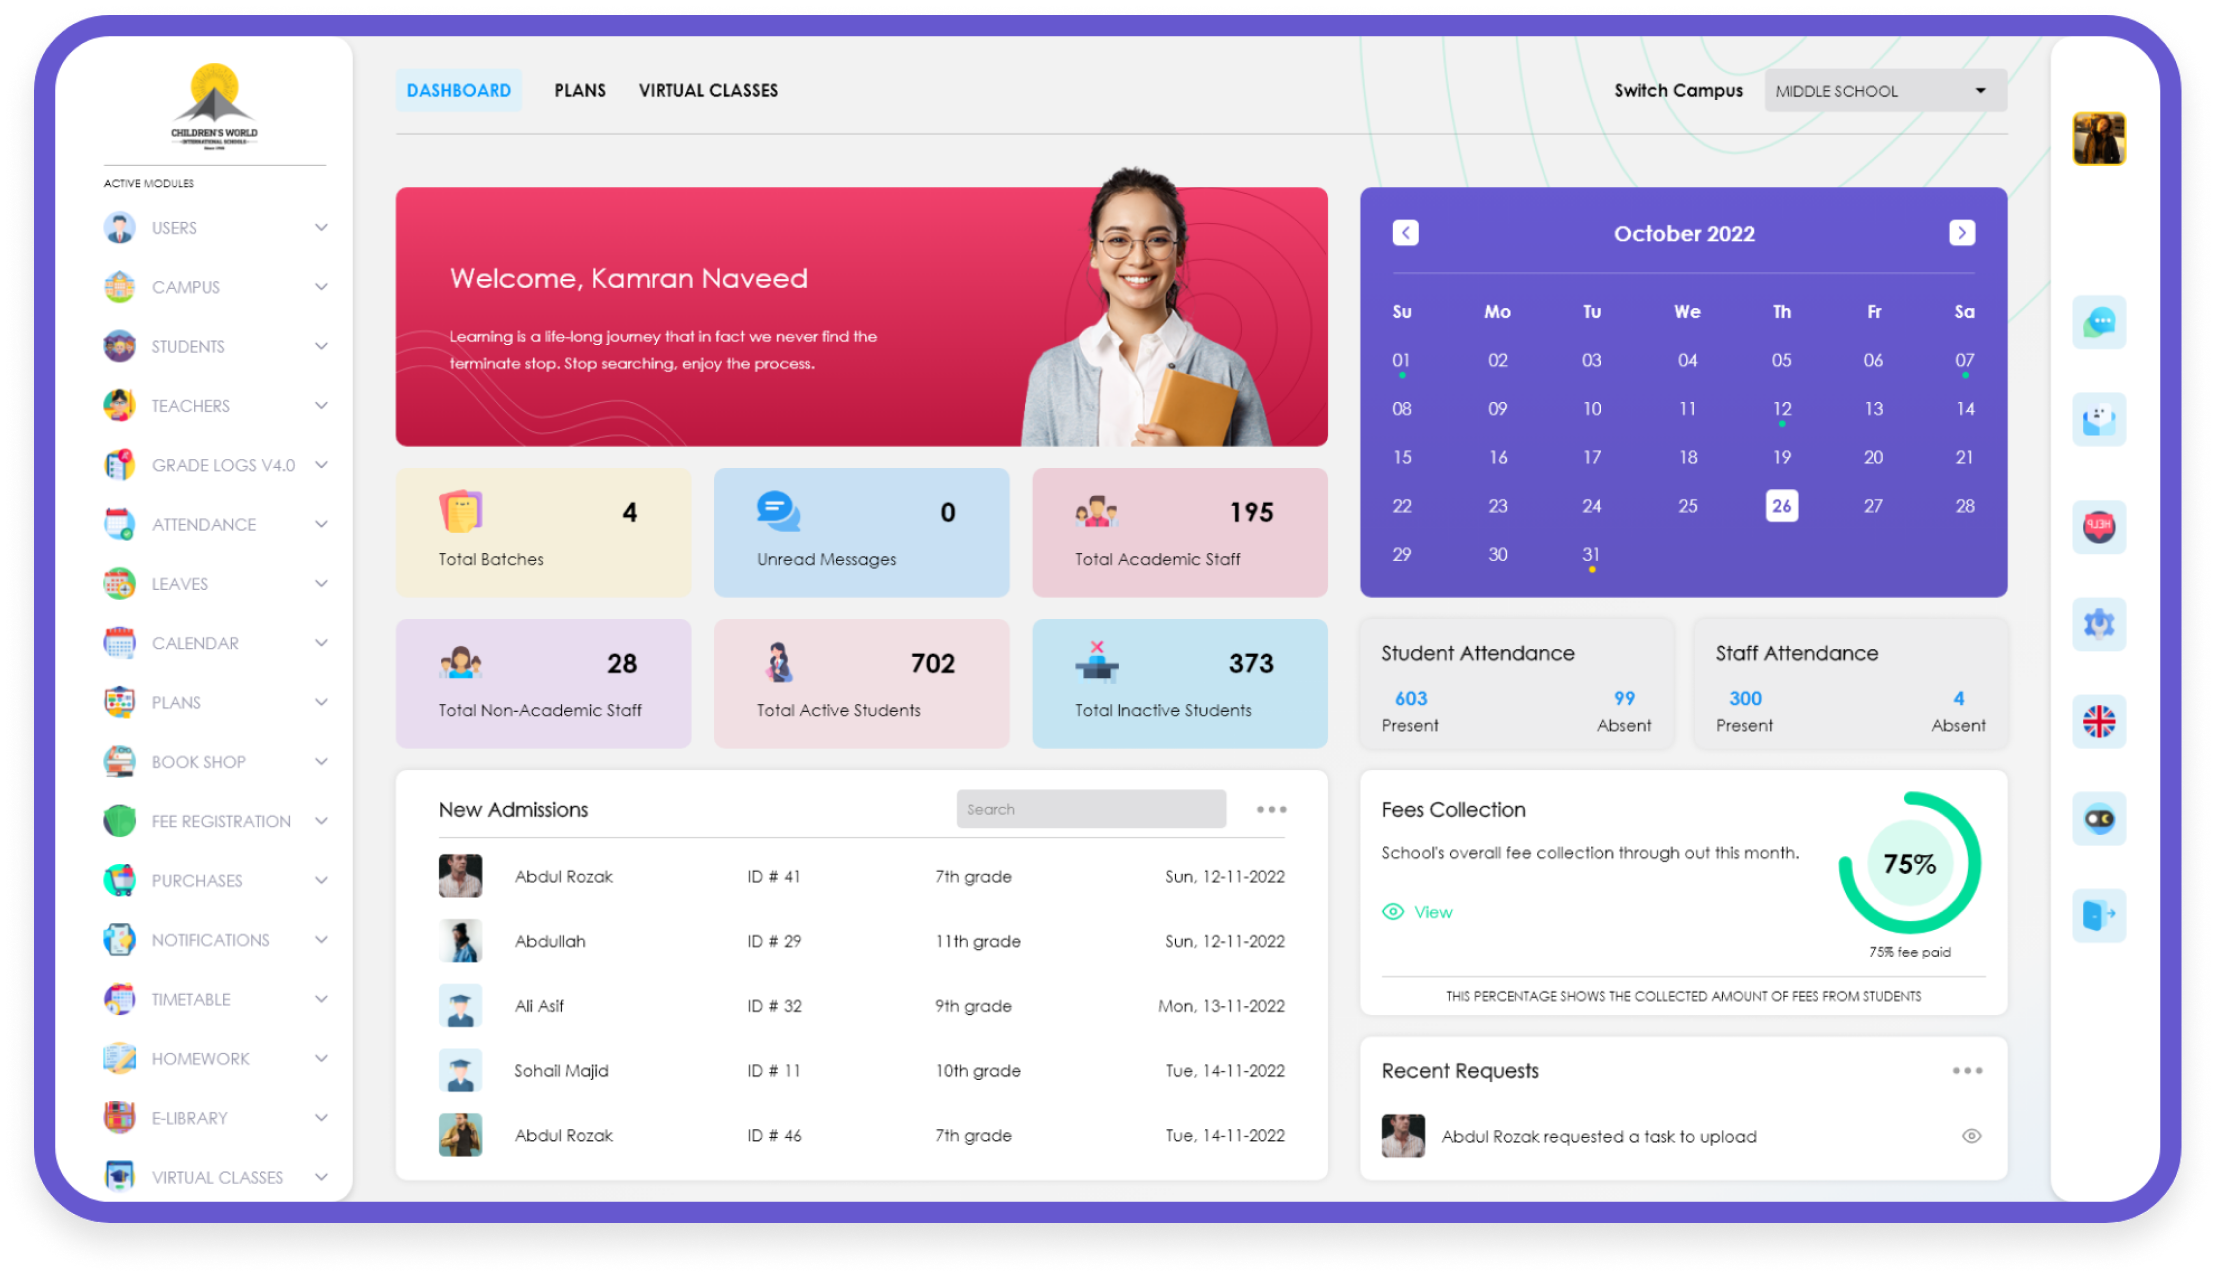 CHILDREN'S WORLD
INTERNATIONAL SCHOOLS
ACTIVE MODULES
USERS
CAMPUS
STUDENTS
TEACHERS
GRADE LOGS V4.0
ATTENDANCE
LEAVES
CALENDAR
PLANS
BOOK SHOP
FEE REGISTRATION
PURCHASES
NOTIFICATIONS
TIMETABLE
HOMEWORK
E-LIBRARY
VIRTUAL CLASSES
DASHBOARD PLANS VIRTUAL CLASSES
Switch Campus MIDDLE SCHOOL
Welcome, Kamran Naveed
Learning is a life-long journey that in fact we never find the
terminate stop. Stop searching, enjoy the process.
4
Total Batches
0
Unread Messages
195
Total Academic Staff
28
Total Non-Academic Staff
702
Total Active Students
373
Total Inactive Students
October 2022
Su Mo Tu We Th Fr Sa
01 02 03 04 05 06 07
08 09 10 11 12 13 14
15 16 17 18 19 20 21
22 23 24 25 26 27 28
29 30 31
Student Attendance
603 99
Present Absent
Staff Attendance
300 4
Present Absent
New Admissions Search
Abdul Rozak ID # 41 7th grade Sun, 12-11-2022
Abdullah ID # 29 11th grade Sun, 12-11-2022
Ali Asif ID # 32 9th grade Mon, 13-11-2022
Sohail Majid ID # 11 10th grade Tue, 14-11-2022
Abdul Rozak ID # 46 7th grade Tue, 14-11-2022
Fees Collection
School's overall fee collection through out this month.
View
75%
75% fee paid
THIS PERCENTAGE SHOWS THE COLLECTED AMOUNT OF FEES FROM STUDENTS
Recent Requests
Abdul Rozak requested a task to upload
HELP